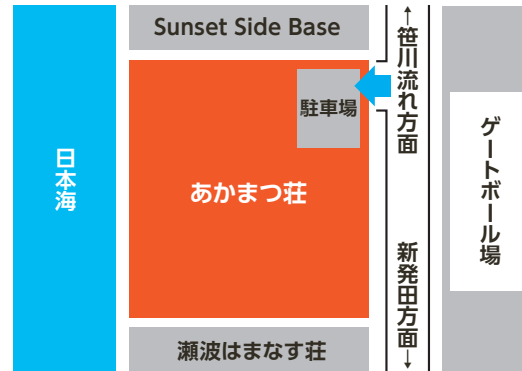 Sunset Side Base
駐車場
あかまつ荘
日本海
瀬波はまなす荘
←笹川流れ方面
新発田方面→
ゲートボール場